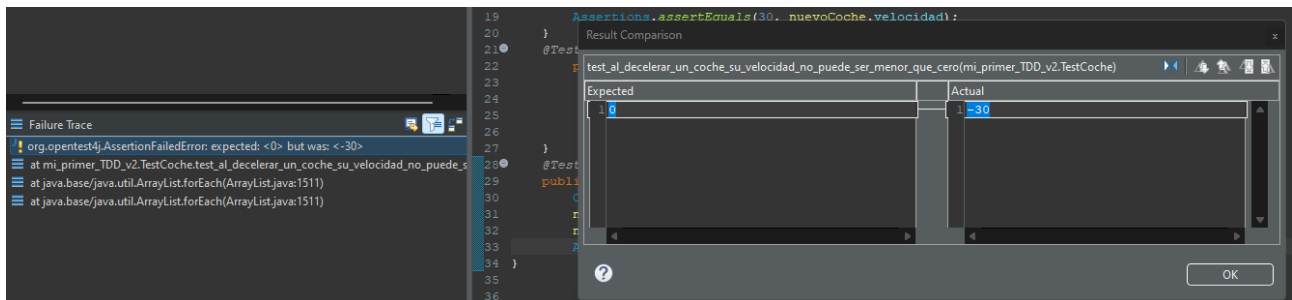 Failure Trace
org.opentest4j.AssertionFailedError: expected: <0> but was: <-30>
at mi_primer_TDD_v2.TestCoche.test_al_decelerar_un_coche_su_velocidad_no_puede_s
at java.base/java.util.ArrayList.forEach(ArrayList.java:1511)
at java.base/java.util.ArrayList.forEach(ArrayList.java:1511)
19 Assertions.assertEquals(30, nuevoCoche.velocidad);
20 }
21 @Test
22 p
23
24
25
26
27 }
28 @Test
29 publi
30 C
31 n
32 n
33 A
34 }
35
36
Result Comparison
x
test_al_decelerar_un_coche_su_velocidad_no_puede_ser_menor_que_cero(mi_primer_TDD_v2.TestCoche)
Expected
Actual
1 0
1 -30
?
OK